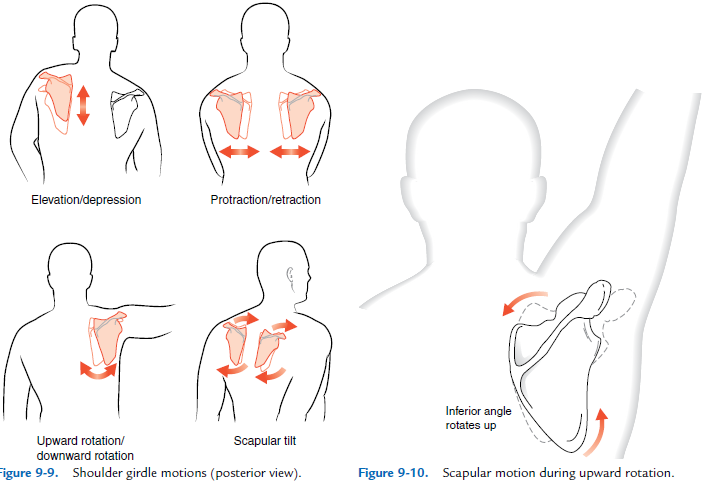 Elevation/depression
Protraction/retraction
Upward rotation/
downward rotation
Scapular tilt
Figure 9-9. Shoulder girdle motions (posterior view).
Inferior angle
rotates up
Figure 9-10. Scapular motion during upward rotation.